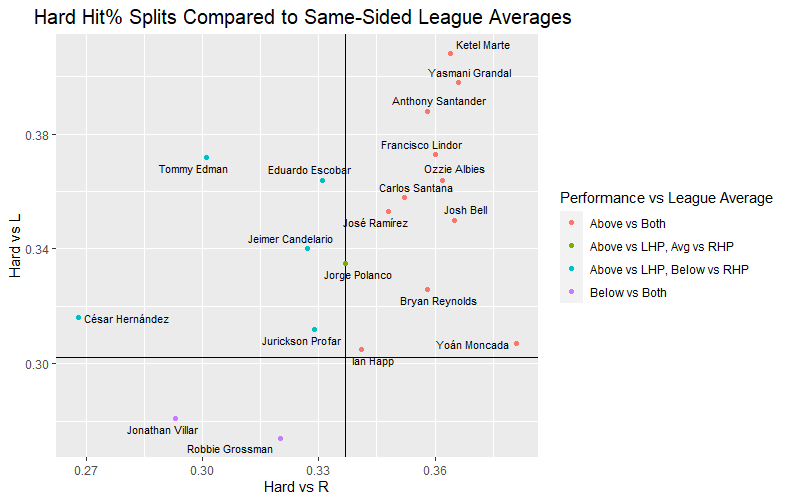 Hard Hit% Splits Compared to Same-Sided League Averages
Ketel Marte
Yasmani Grandal
Anthony Santander
0.38
Francisco Lindor
Tommy Edman
Eduardo Escobar
Ozzie Albies
Carlos Santana
Performance vs League Average
Josh Bell
José Ramírez
Above vs Both
Jeimer Candelario
Above vs LHP, Avg vs RHP
0.34
Hard vs L
Jorge Polanco
Above vs LHP, Below vs RHP
Bryan Reynolds
Below vs Both
César Hernández
Jurickson Profar
Yoán Moncada
Ian Happ
0.30
Jonathan Villar
Robbie Grossman
0.27
0.30
0.33
0.36
Hard vs R